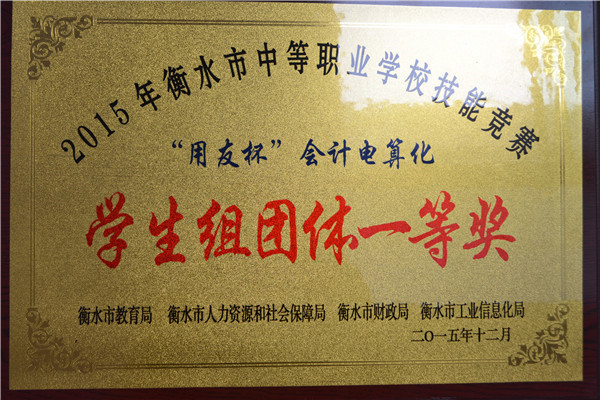 2015年衡水市中等职业学校技能竞赛
“用友杯”会计电算化
学生组团体一等奖
衡水市教育局 衡水市人力资源和社会保障局 衡水市财政局 衡水市工业信息化局
二〇一五年十二月